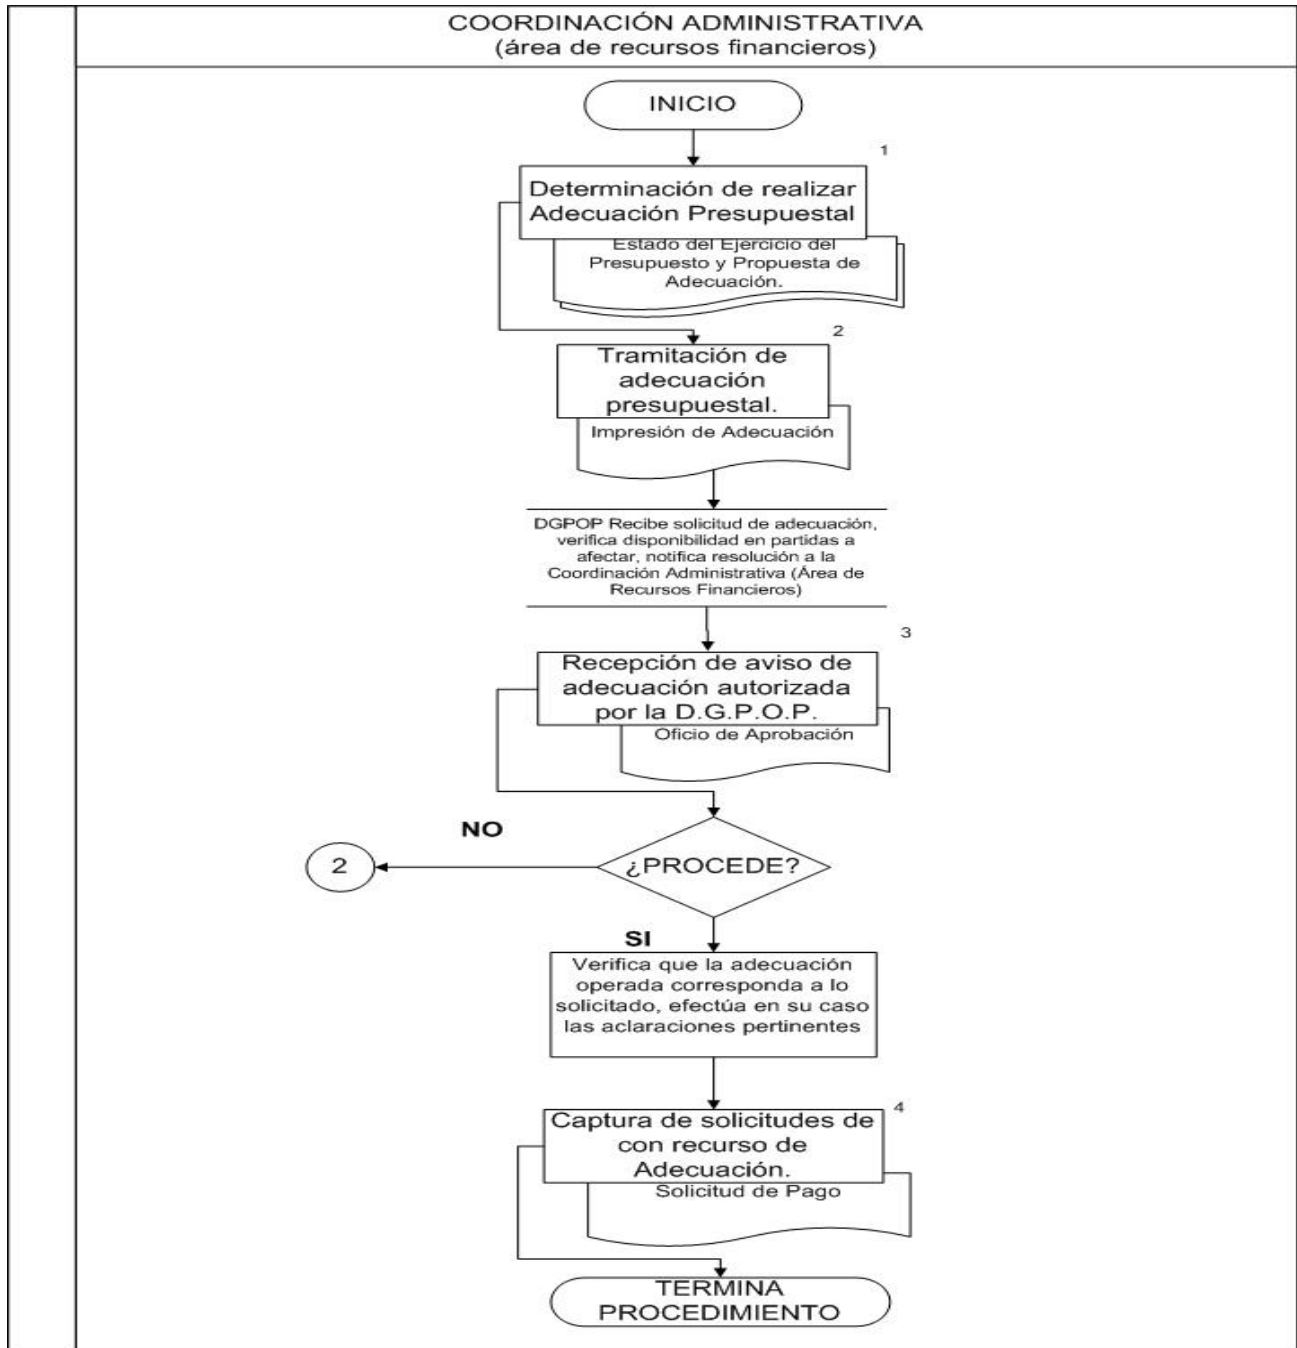 COORDINACIÓN ADMINISTRATIVA
(área de recursos financieros)
INICIO
1
Determinación de realizar
Adecuación Presupuestal
Estado del Ejercicio del
Presupuesto y Propuesta de
Adecuación.
2
Tramitación de
adecuación
presupuestal.
Impresión de Adecuación
DGPOP Recibe solicitud de adecuación,
verifica disponibilidad en partidas a
afectar, notifica resolución a la
Coordinación Administrativa (Área de
Recursos Financieros)
3
Recepción de aviso de
adecuación autorizada
por la D.G.P.O.P.
Oficio de Aprobación
NO
2
¿PROCEDE?
SI
Verifica que la adecuación
operada corresponda a lo
solicitado, efectúa en su caso
las aclaraciones pertinentes
4
Captura de solicitudes de
con recurso de
Adecuación.
Solicitud de Pago
TERMINA
PROCEDIMIENTO